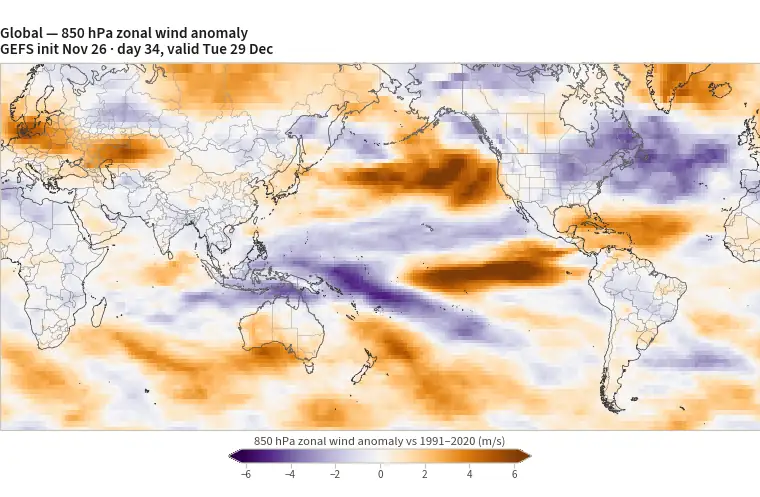 Global — 850 hPa zonal wind anomaly
GEFS init Nov 26 · day 34, valid Tue 29 Dec
850 hPa zonal wind anomaly vs 1991–2020 (m/s)
−6 −4 −2 0 2 4 6